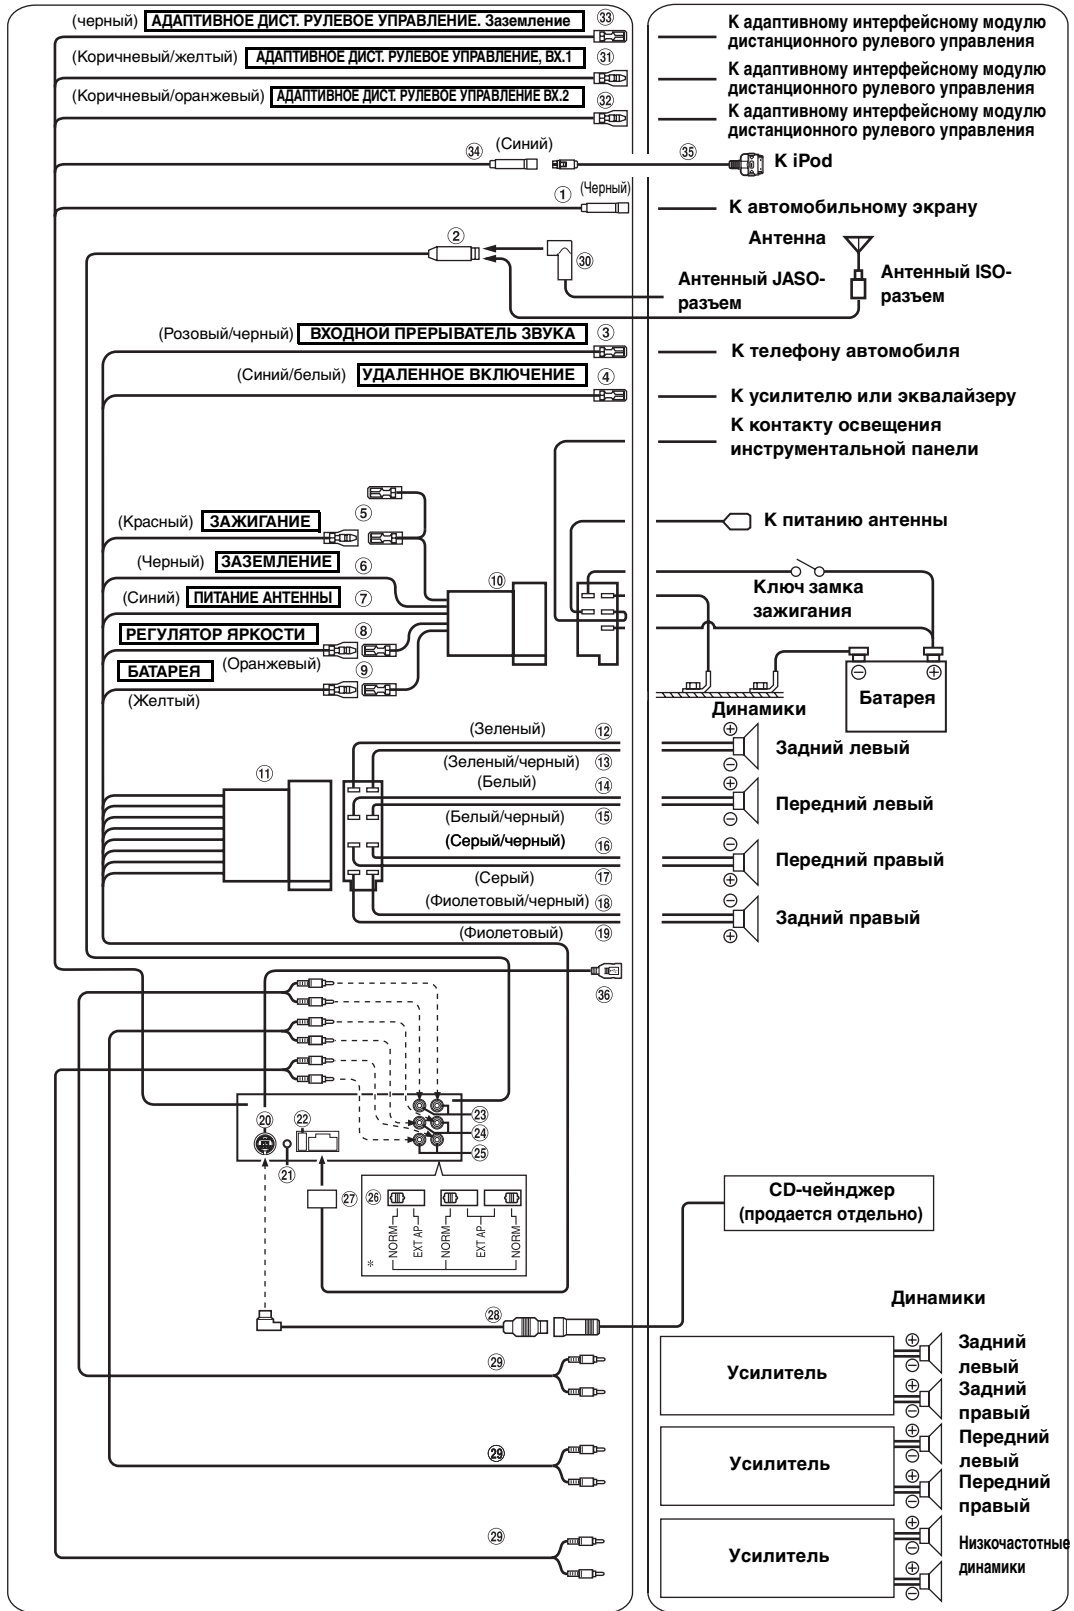 (черный) АДАПТИВНОЕ ДИСТ. РУЛЕВОЕ УПРАВЛЕНИЕ. Заземление 33
К адаптивному интерфейсному модулю
дистанционного рулевого управления
(Коричневый/желтый) АДАПТИВНОЕ ДИСТ. РУЛЕВОЕ УПРАВЛЕНИЕ, ВХ.1 31
К адаптивному интерфейсному модулю
дистанционного рулевого управления
(Коричневый/оранжевый) АДАПТИВНОЕ ДИСТ. РУЛЕВОЕ УПРАВЛЕНИЕ ВХ.2 32
К адаптивному интерфейсному модулю
дистанционного рулевого управления
34 (Синий) 35 К iPod
1 (Черный) К автомобильному экрану
2
30
Антенна
Антенный JASO-
разъем
Антенный ISO-
разъем
(Розовый/черный) ВХОДНОЙ ПРЕРЫВАТЕЛЬ ЗВУКА 3 К телефону автомобиля
(Синий/белый) УДАЛЕННОЕ ВКЛЮЧЕНИЕ 4 К усилителю или эквалайзеру
К контакту освещения
инструментальной панели
(Красный) ЗАЖИГАНИЕ 5 К питанию антенны
(Черный) ЗАЗЕМЛЕНИЕ 6
10
Ключ замка
зажигания
(Синий) ПИТАНИЕ АНТЕННЫ 7
РЕГУЛЯТОР ЯРКОСТИ 8
(Оранжевый)
БАТАРЕЯ 9
(Желтый)
⊖ ⊕
Батарея
Динамики
11
(Зеленый) 12 ⊕
Задний левый
(Зеленый/черный) 13 ⊖
(Белый) 14 ⊕
Передний левый
(Белый/черный) 15 ⊖
(Серый/черный) 16 ⊖
Передний правый
(Серый) 17 ⊕
(Фиолетовый/черный) 18 ⊖
Задний правый
(Фиолетовый) 19 ⊕
36
20 21 22
23
24
25
27 26
NORM EXT AP NORM EXT AP NORM
*
CD-чейнджер
(продается отдельно)
28
Динамики
29
Усилитель
⊕ ⊖ Задний
левый
⊕ ⊖ Задний
правый
29
Усилитель
⊕ ⊖ Передний
левый
⊕ ⊖ Передний
правый
29
Усилитель
⊕ ⊖ Низкочастотные
⊕ ⊖ динамики